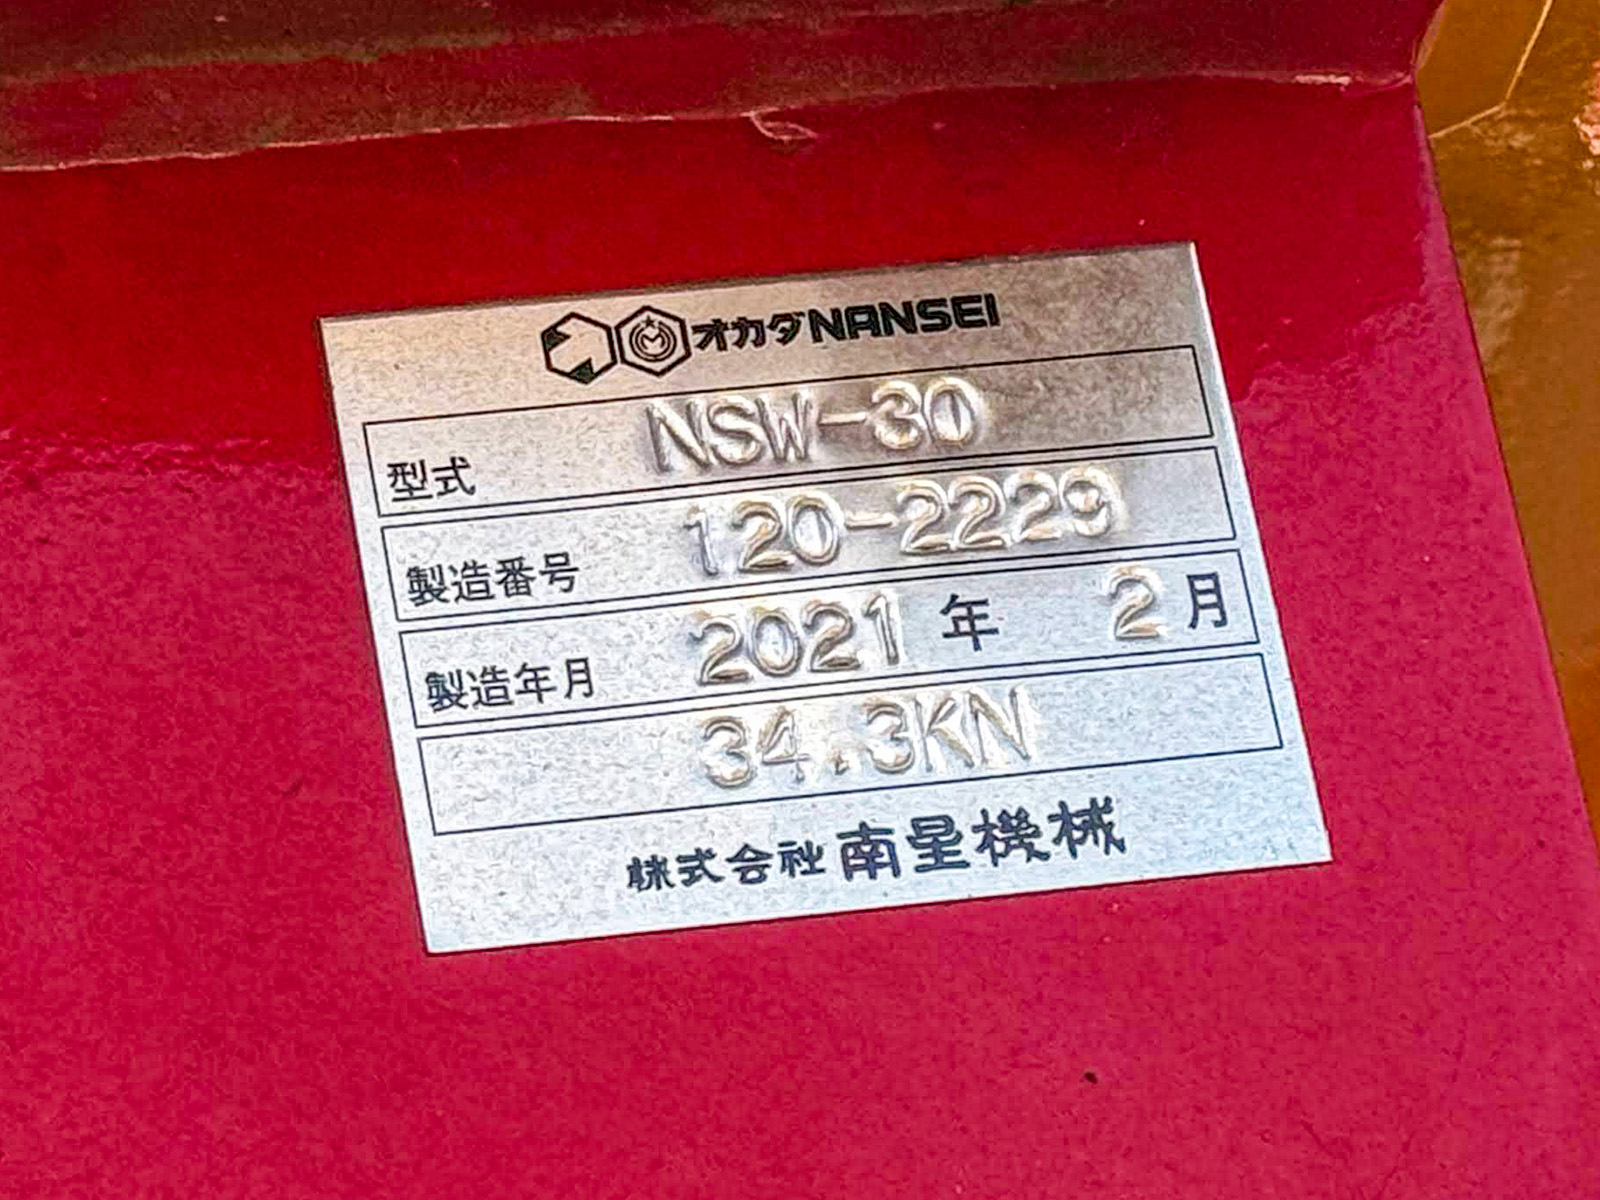 オカダNANSEI
型式 NSW-30
製造番号 120-2229
製造年月 2021 年 2 月
34.3KN
株式会社南星機械